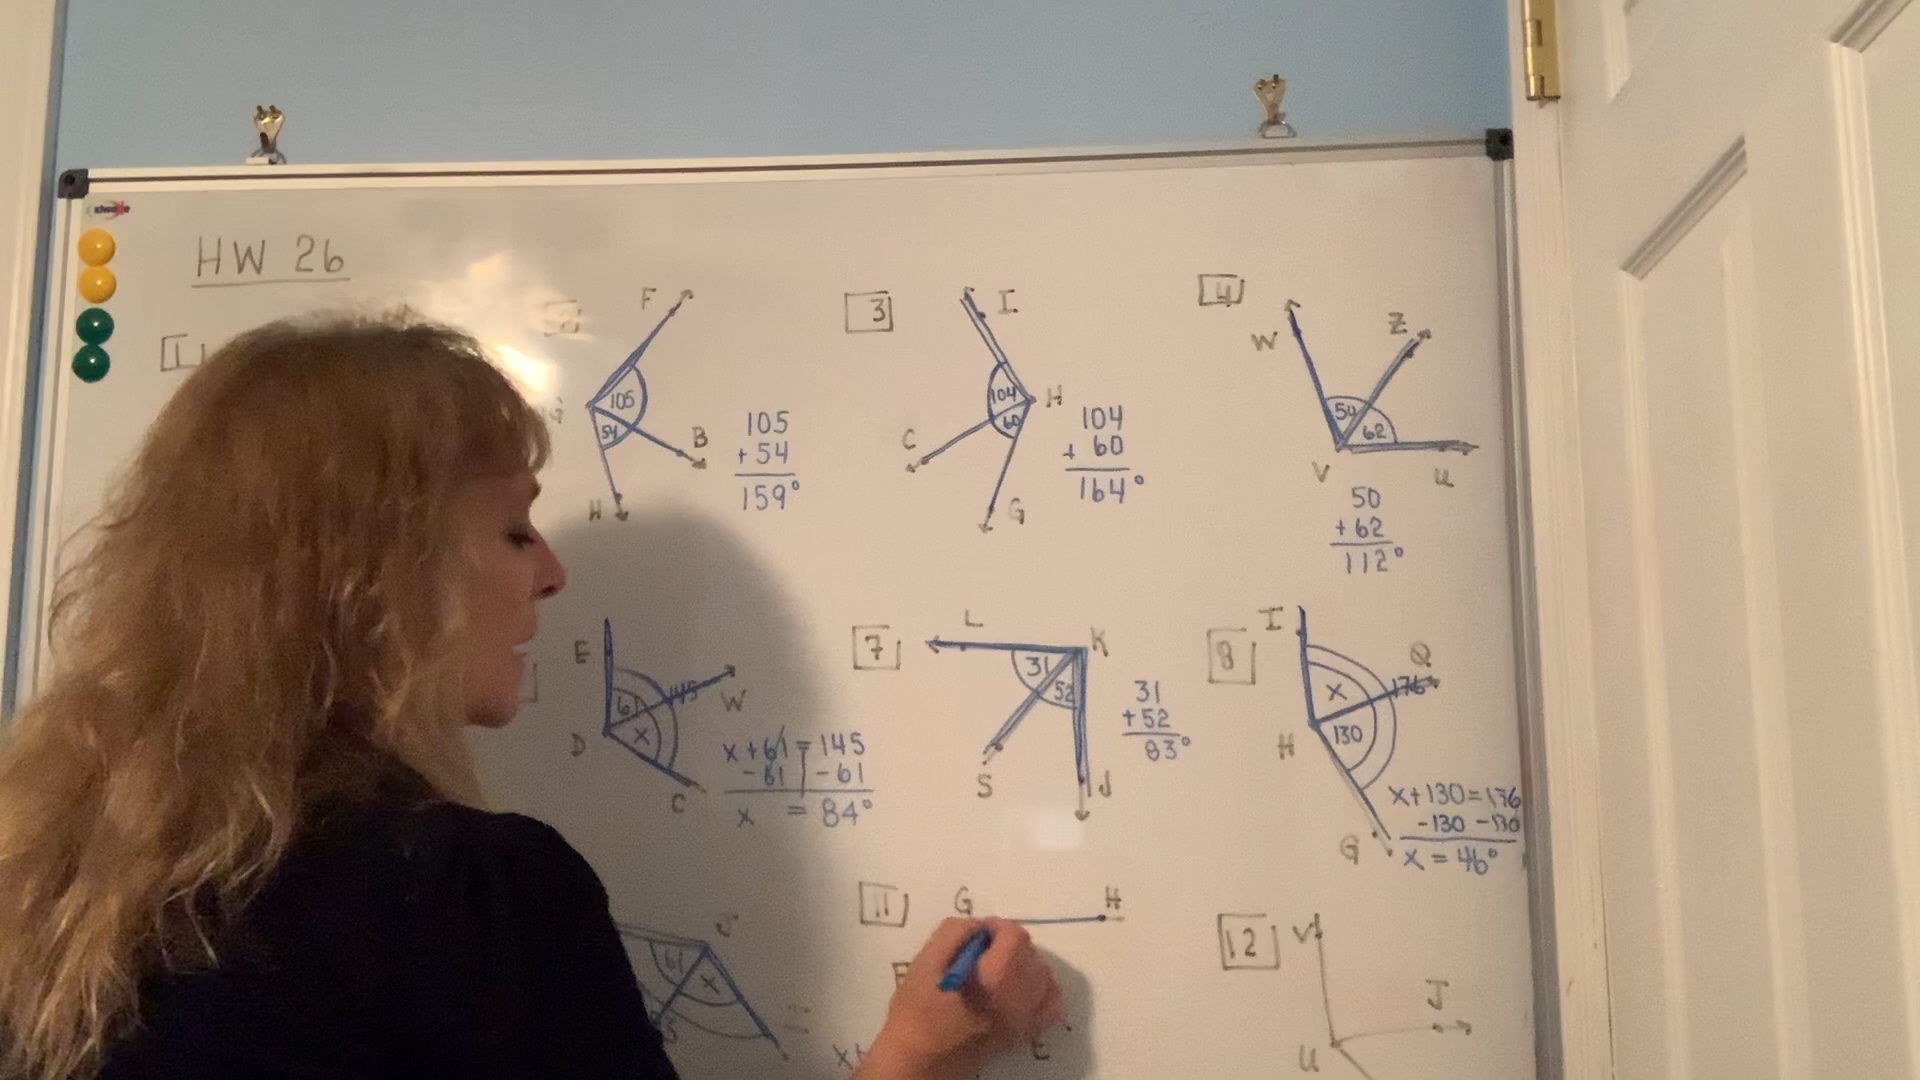 HW 26
1
F
105
54
B
H
105
+ 54
159°
3
I
104
H
60
C
G
104
+ 60
164°
4
W
Z
50
62
V
U
50
+ 62
112°
E
61
145
W
X
D
C
x + 61 = 145
- 61 | - 61
x = 84°
7
L
K
31
52
S
J
31
+ 52
83°
8
I
Q
X
176
H
130
G
x + 130 = 176
-130 -130
x = 46°
J
61
X
=
11
G
H
E
12
V
J
U